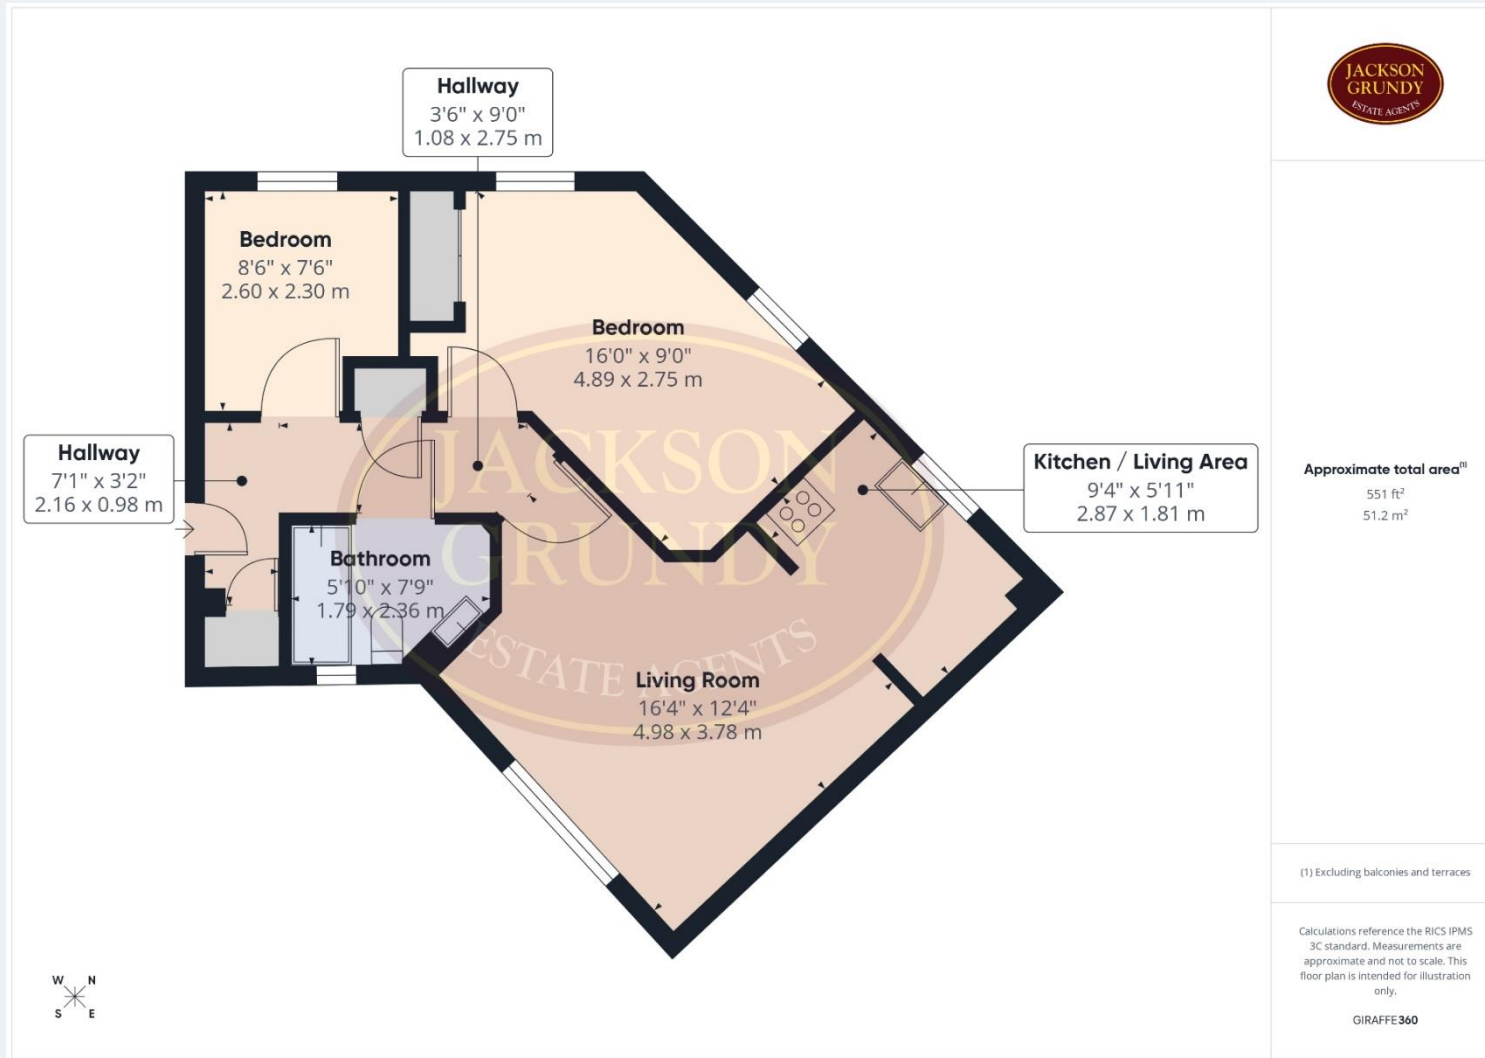 Hallway
3'6" x 9'0"
1.08 x 2.75 m
Bedroom
8'6" x 7'6"
2.60 x 2.30 m
Bedroom
16'0" x 9'0"
4.89 x 2.75 m
Hallway
7'1" x 3'2"
2.16 x 0.98 m
Kitchen / Living Area
9'4" x 5'11"
2.87 x 1.81 m
Bathroom
5'10" x 7'9"
1.79 x 2.36 m
Living Room
16'4" x 12'4"
4.98 x 3.78 m
JACKSON
GRUNDY
ESTATE AGENTS
W N
S E
JACKSON
GRUNDY
ESTATE AGENTS
Approximate total area⁽¹⁾
551 ft²
51.2 m²
(1) Excluding balconies and terraces
Calculations reference the RICS IPMS
3C standard. Measurements are
approximate and not to scale. This
floor plan is intended for illustration
only.
GIRAFFE360